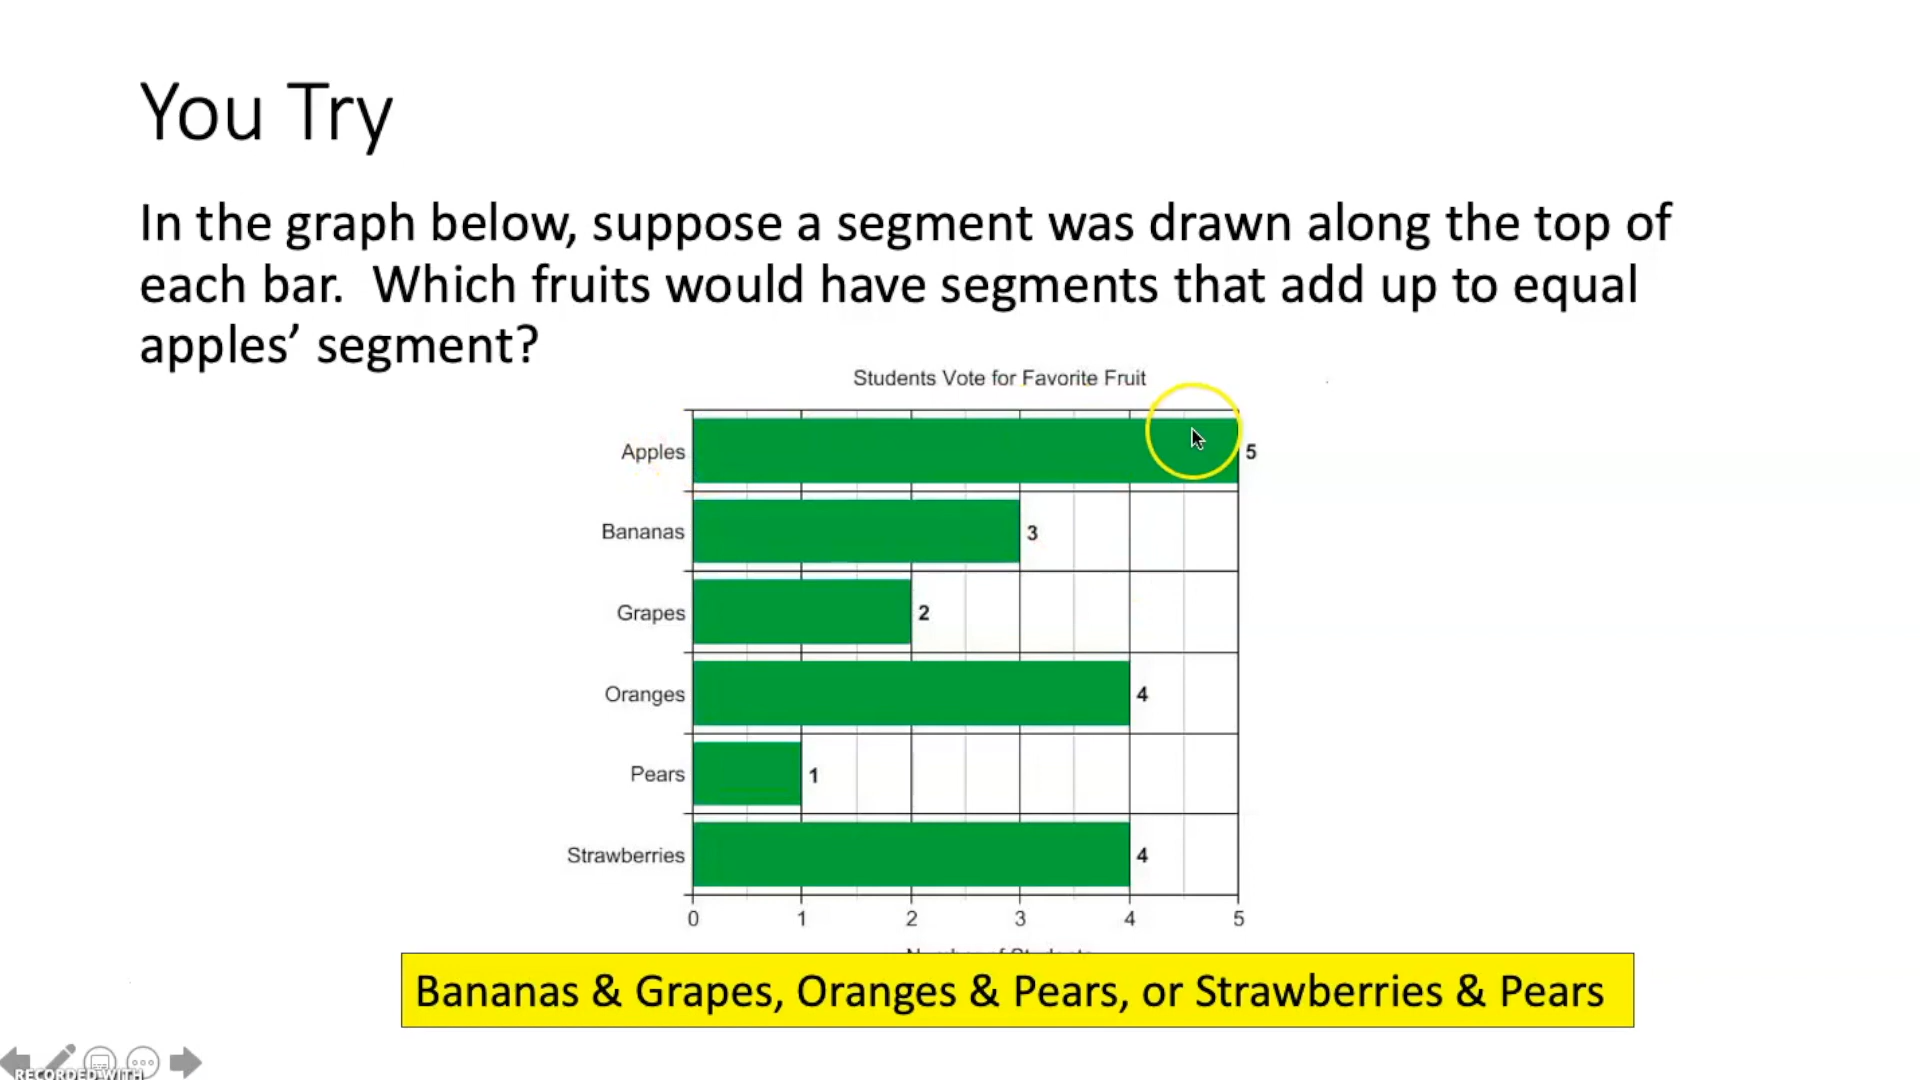 You Try
In the graph below, suppose a segment was drawn along the top of
each bar.  Which fruits would have segments that add up to equal
apples’ segment?
Students Vote for Favorite Fruit
Apples 5
Bananas 3
Grapes 2
Oranges 4
Pears 1
Strawberries 4
0 1 2 3 4 5
Bananas & Grapes, Oranges & Pears, or Strawberries & Pears
RECORDED WITH